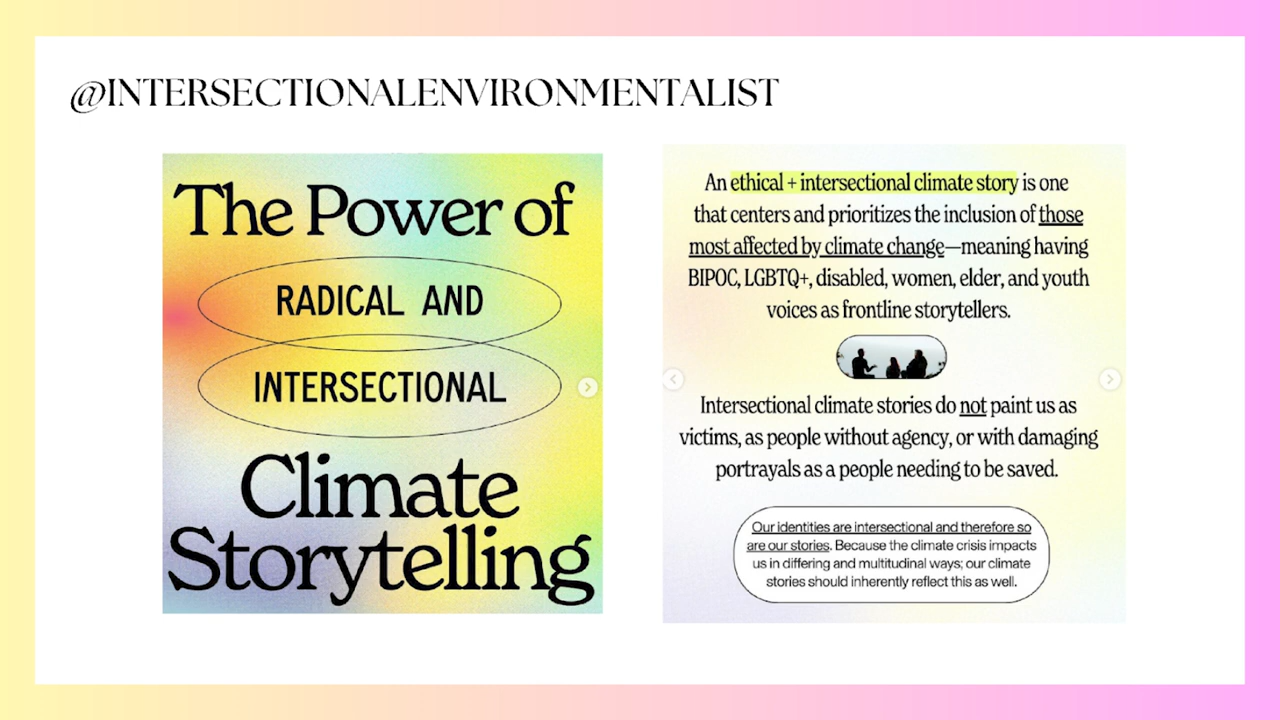 @INTERSECTIONALENVIRONMENTALIST
The Power of
RADICAL AND
INTERSECTIONAL
Climate
Storytelling
An ethical + intersectional climate story is one
that centers and prioritizes the inclusion of those
most affected by climate change—meaning having
BIPOC, LGBTQ+, disabled, women, elder, and youth
voices as frontline storytellers.
Intersectional climate stories do not paint us as
victims, as people without agency, or with damaging
portrayals as a people needing to be saved.
Our identities are intersectional and therefore so
are our stories. Because the climate crisis impacts
us in differing and multitudinal ways; our climate
stories should inherently reflect this as well.